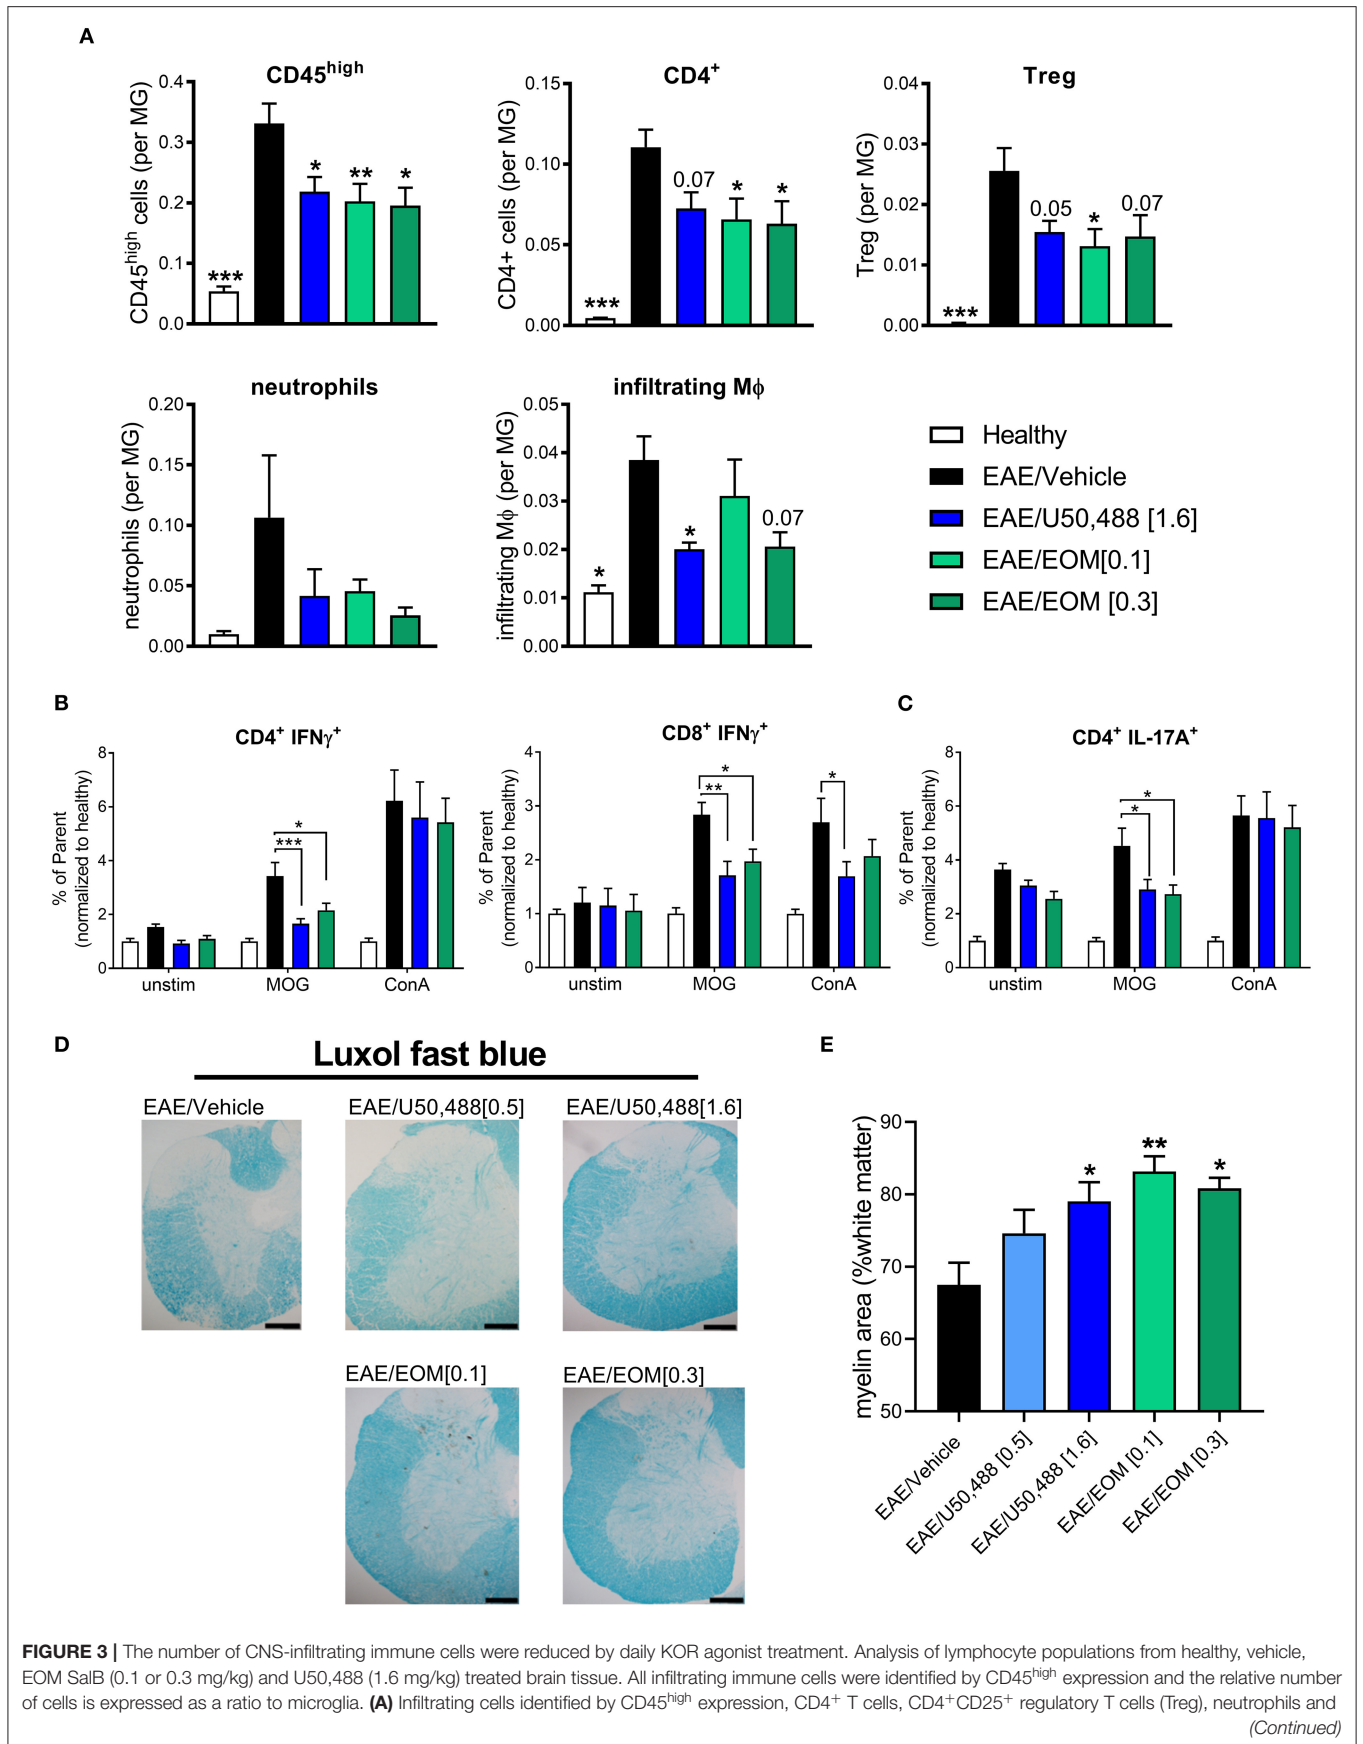 A
CD45high
CD45high cells (per MG)
0.4
0.3
0.2
0.1
0.0
***
*
**
*
CD4+
CD4+ cells (per MG)
0.15
0.10
0.05
0.00
***
0.07
*
*
Treg
Treg (per MG)
0.04
0.03
0.02
0.01
0.00
***
0.05
*
0.07
neutrophils
neutrophils (per MG)
0.20
0.15
0.10
0.05
0.00
infiltrating Mϕ
infiltrating Mϕ (per MG)
0.05
0.04
0.03
0.02
0.01
0.00
*
*
0.07
Healthy
EAE/Vehicle
EAE/U50,488 [1.6]
EAE/EOM[0.1]
EAE/EOM [0.3]
B
CD4+ IFNγ+
% of Parent
(normalized to healthy)
8
6
4
2
0
*
***
unstim MOG ConA
CD8+ IFNγ+
% of Parent
(normalized to healthy)
4
3
2
1
0
*
**
*
unstim MOG ConA
C
CD4+ IL-17A+
% of Parent
(normalized to healthy)
8
6
4
2
0
*
*
unstim MOG ConA
D
Luxol fast blue
EAE/Vehicle
EAE/U50,488[0.5]
EAE/U50,488[1.6]
EAE/EOM[0.1]
EAE/EOM[0.3]
E
myelin area (%white matter)
90
80
70
60
50
*
**
*
EAE/Vehicle
EAE/U50,488 [0.5]
EAE/U50,488 [1.6]
EAE/EOM [0.1]
EAE/EOM [0.3]
FIGURE 3 | The number of CNS-infiltrating immune cells were reduced by daily KOR agonist treatment. Analysis of lymphocyte populations from healthy, vehicle,
EOM SalB (0.1 or 0.3 mg/kg) and U50,488 (1.6 mg/kg) treated brain tissue. All infiltrating immune cells were identified by CD45high expression and the relative number
of cells is expressed as a ratio to microglia. (A) Infiltrating cells identified by CD45high expression, CD4+ T cells, CD4+CD25+ regulatory T cells (Treg), neutrophils and
(Continued)